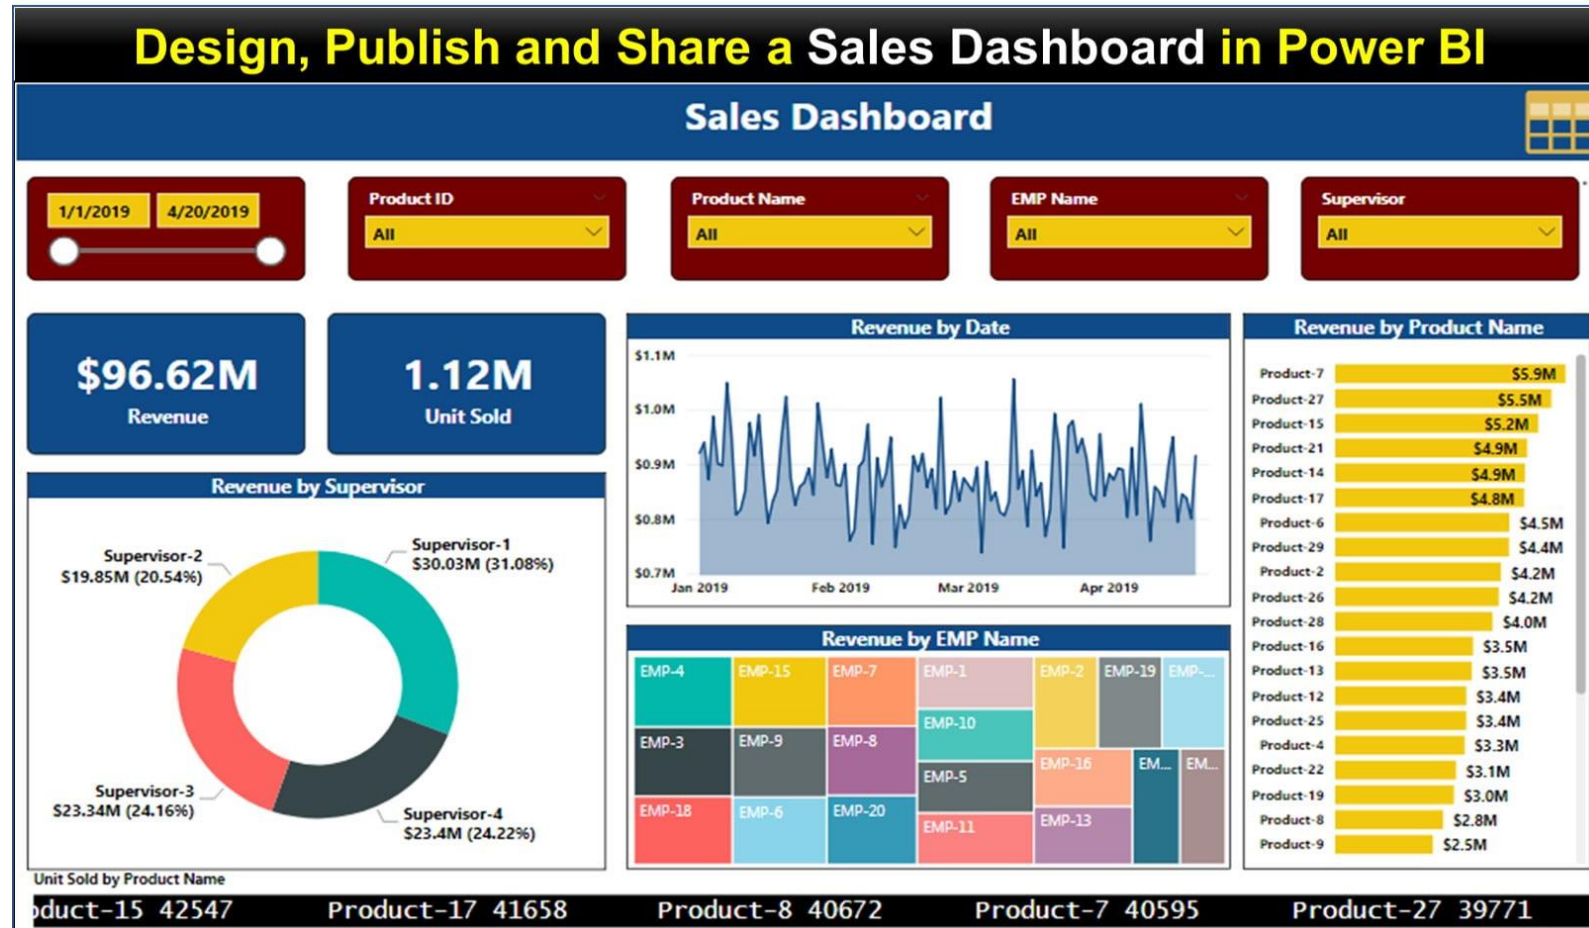 Design, Publish and Share a Sales Dashboard in Power BI
Sales Dashboard
1/1/2019 4/20/2019
Product ID
All
Product Name
All
EMP Name
All
Supervisor
All
$96.62M
Revenue
1.12M
Unit Sold
Revenue by Supervisor
Supervisor-1
$30.03M (31.08%)
Supervisor-2
$19.85M (20.54%)
Supervisor-3
$23.34M (24.16%)
Supervisor-4
$23.4M (24.22%)
Revenue by Date
$1.1M
$1.0M
$0.9M
$0.8M
$0.7M
Jan 2019 Feb 2019 Mar 2019 Apr 2019
Revenue by EMP Name
EMP-4 EMP-15 EMP-7 EMP-1 EMP-2 EMP-19 EMP-...
EMP-10
EMP-3 EMP-9 EMP-8
EMP-16 EM... EM...
EMP-5
EMP-18 EMP-6 EMP-20
EMP-11 EMP-13
Revenue by Product Name
Product-7 $5.9M
Product-27 $5.5M
Product-15 $5.2M
Product-21 $4.9M
Product-14 $4.9M
Product-17 $4.8M
Product-6 $4.5M
Product-29 $4.4M
Product-2 $4.2M
Product-26 $4.2M
Product-28 $4.0M
Product-16 $3.5M
Product-13 $3.5M
Product-12 $3.4M
Product-25 $3.4M
Product-4 $3.3M
Product-22 $3.1M
Product-19 $3.0M
Product-8 $2.8M
Product-9 $2.5M
Unit Sold by Product Name
oduct-15 42547 Product-17 41658 Product-8 40672 Product-7 40595 Product-27 39771